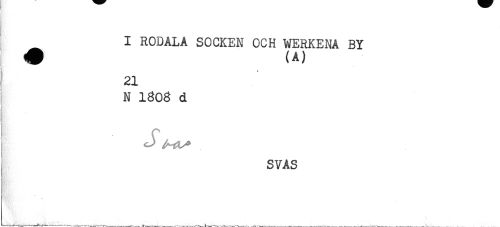 I RODALA SOCKEN OCH WERKENA BY
(A)
21
N 1808 d
Svas
SVAS